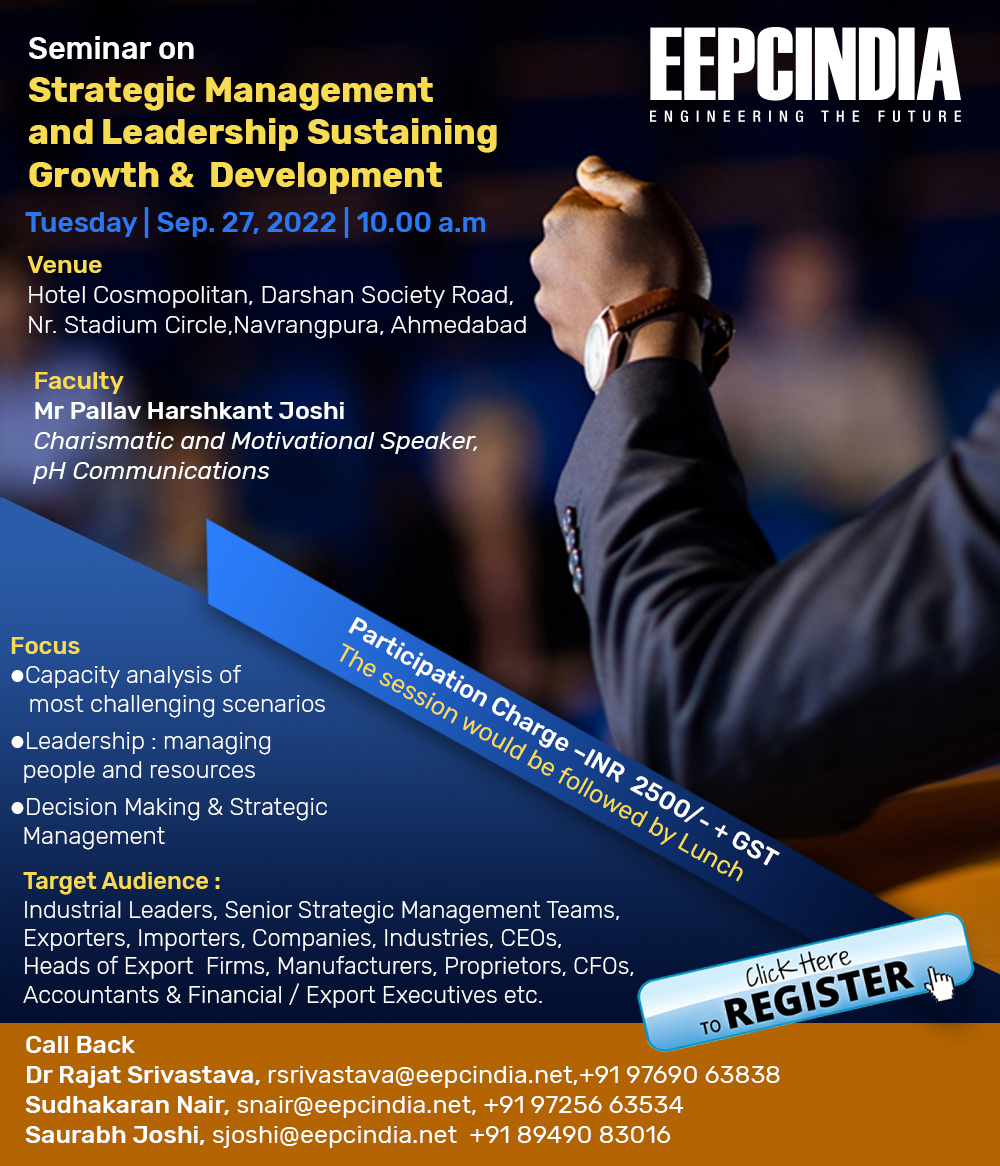 Seminar on
Strategic Management
and Leadership Sustaining
Growth & Development
Tuesday | Sep. 27, 2022 | 10.00 a.m
EEPCINDIA
ENGINEERING THE FUTURE
Venue
Hotel Cosmopolitan, Darshan Society Road,
Nr. Stadium Circle,Navrangpura, Ahmedabad
Faculty
Mr Pallav Harshkant Joshi
Charismatic and Motivational Speaker,
pH Communications
Participation Charge –INR 2500/- + GST
The session would be followed by Lunch
Focus
●Capacity analysis of
most challenging scenarios
●Leadership : managing
people and resources
●Decision Making & Strategic
Management
Target Audience :
Industrial Leaders, Senior Strategic Management Teams,
Exporters, Importers, Companies, Industries, CEOs,
Heads of Export Firms, Manufacturers, Proprietors, CFOs,
Accountants & Financial / Export Executives etc.
Click Here
TO REGISTER
Call Back
Dr Rajat Srivastava, rsrivastava@eepcindia.net,+91 97690 63838
Sudhakaran Nair, snair@eepcindia.net, +91 97256 63534
Saurabh Joshi, sjoshi@eepcindia.net +91 89490 83016